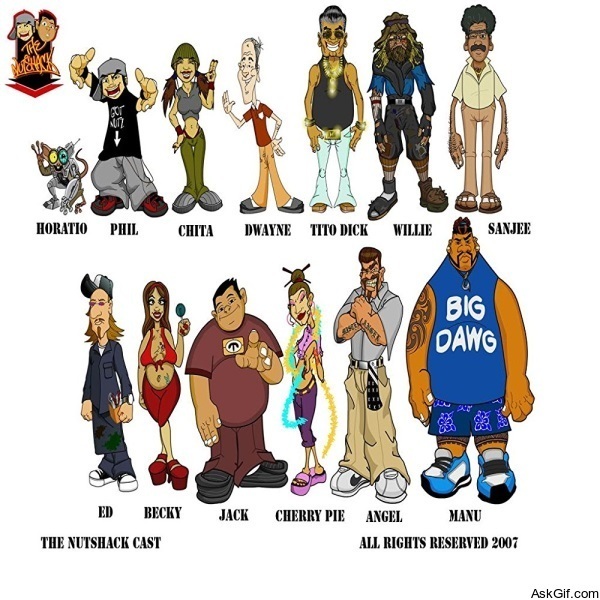 THE
NUTSHACK
GOT
NUTZ
HORATIO PHIL CHITA DWAYNE TITO DICK WILLIE SANJEE
BIG
DAWG
ED BECKY JACK CHERRY PIE ANGEL MANU
THE NUTSHACK CAST ALL RIGHTS RESERVED 2007
AskGif.com